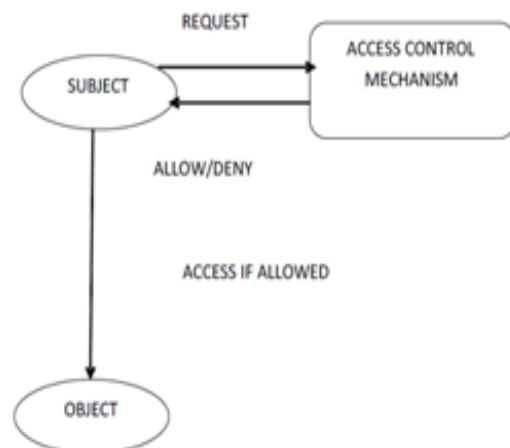 REQUEST
ACCESS CONTROL
MECHANISM
SUBJECT
ALLOW/DENY
ACCESS IF ALLOWED
OBJECT